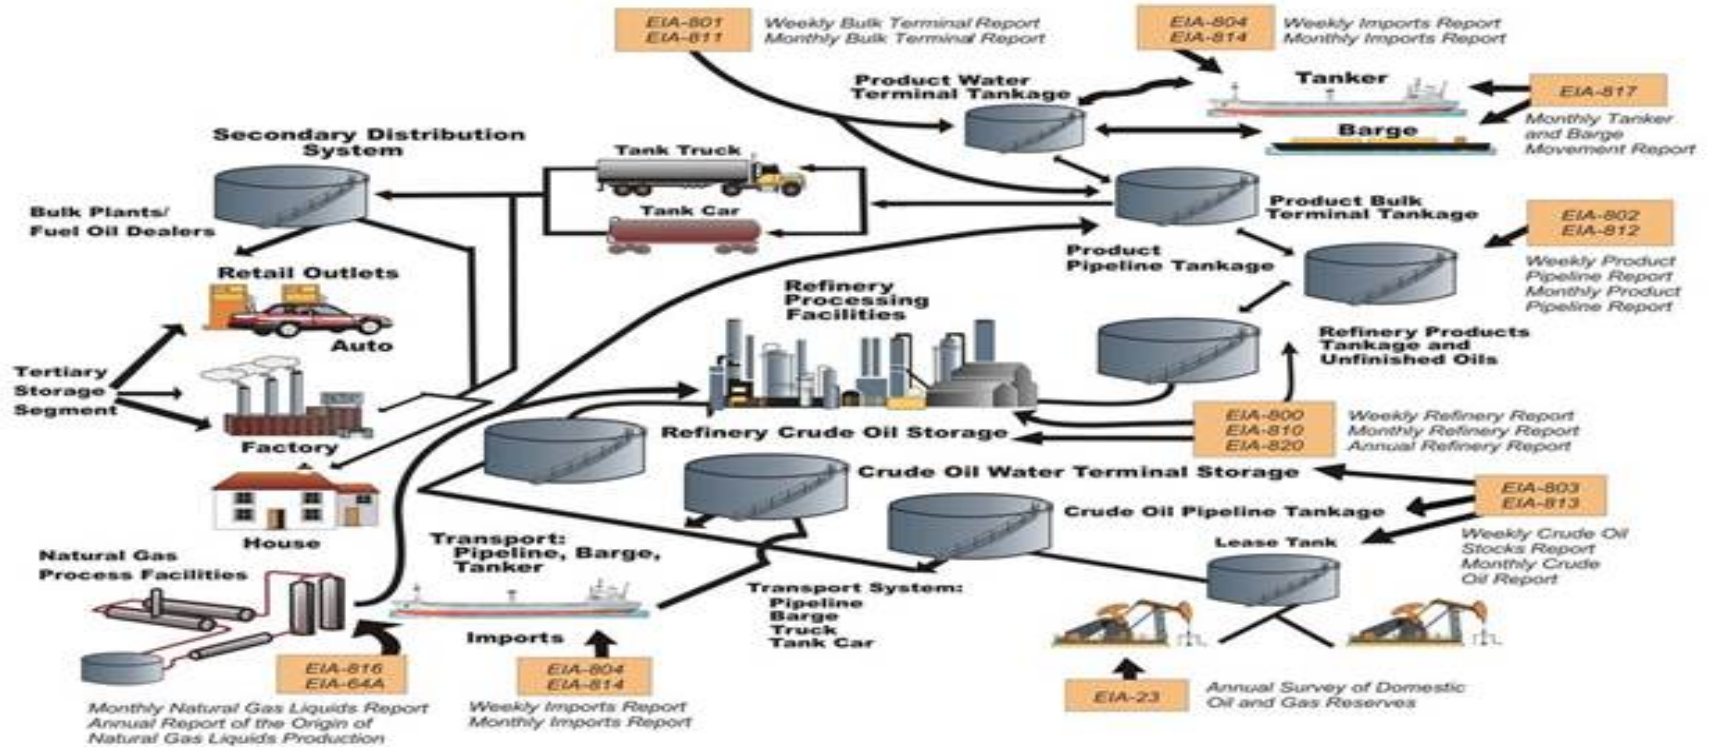 EIA-801
EIA-811
Weekly Bulk Terminal Report
Monthly Bulk Terminal Report
EIA-804
EIA-814
Weekly Imports Report
Monthly Imports Report
Product Water
Terminal Tankage
Tanker
EIA-817
Barge
Monthly Tanker
and Barge
Movement Report
Secondary Distribution
System
Tank Truck
Tank Car
Bulk Plants/
Fuel Oil Dealers
Product Bulk
Terminal Tankage
EIA-802
EIA-812
Product
Pipeline Tankage
Weekly Product
Pipeline Report
Monthly Product
Pipeline Report
Retail Outlets
Auto
Refinery
Processing
Facilities
Refinery Products
Tankage and
Unfinished Oils
Tertiary
Storage
Segment
Factory
Refinery Crude Oil Storage
EIA-800
EIA-810
EIA-820
Weekly Refinery Report
Monthly Refinery Report
Annual Refinery Report
Crude Oil Water Terminal Storage
EIA-803
EIA-813
Crude Oil Pipeline Tankage
House
Lease Tank
Weekly Crude Oil
Stocks Report
Monthly Crude
Oil Report
Natural Gas
Process Facilities
Transport:
Pipeline, Barge,
Tanker
Transport System:
Pipeline
Barge
Truck
Tank Car
Imports
EIA-816
EIA-64A
EIA-804
EIA-814
EIA-23
Annual Survey of Domestic
Oil and Gas Reserves
Monthly Natural Gas Liquids Report
Annual Report of the Origin of
Natural Gas Liquids Production
Weekly Imports Report
Monthly Imports Report